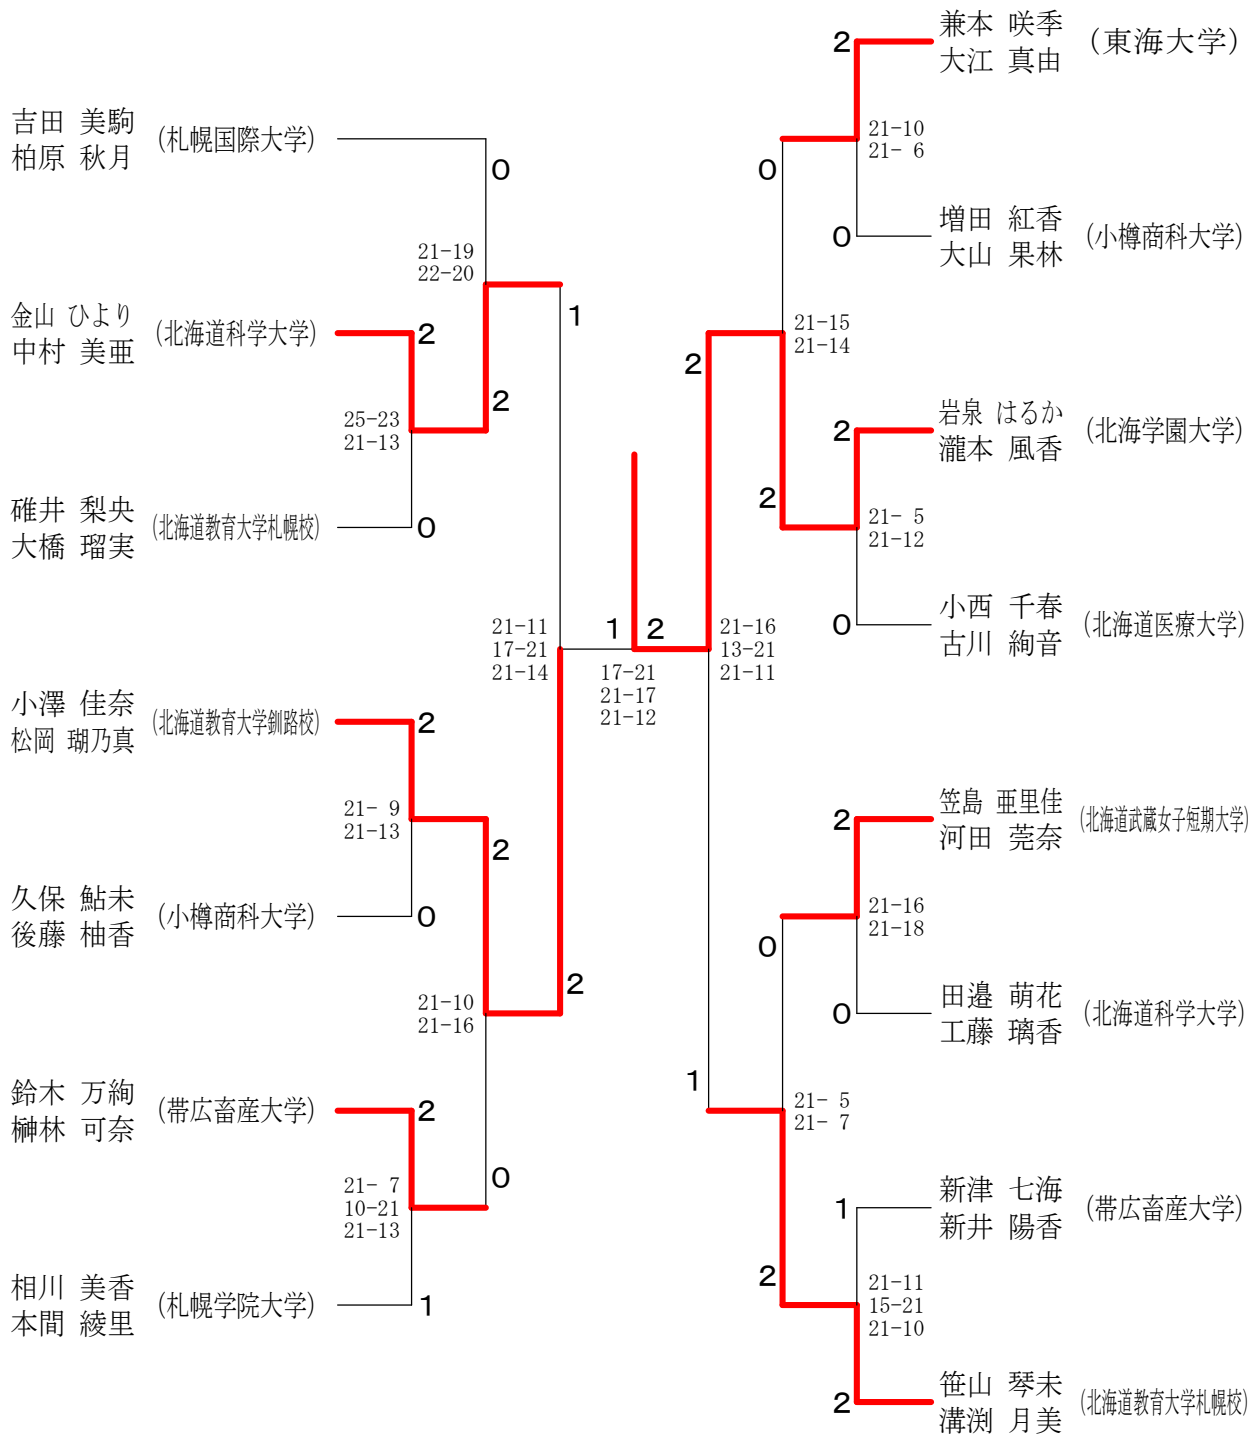 吉田 美駒
柏原 秋月
(札幌国際大学)
0
21-19
22-20
金山 ひより
中村 美亜
(北海道科学大学)
2
2
25-23
21-13
碓井 梨央
大橋 瑠実
(北海道教育大学札幌校)
0
1
21-11
17-21
21-14
小澤 佳奈
松岡 瑚乃真
(北海道教育大学釧路校)
2
21- 9
21-13
2
久保 鮎未
後藤 柚香
(小樽商科大学)
0
2
21-10
21-16
鈴木 万絢
榊林 可奈
(帯広畜産大学)
2
21- 7
10-21
21-13
0
相川 美香
本間 綾里
(札幌学院大学)
1
1
2
17-21
21-17
21-12
兼本 咲季
大江 真由
(東海大学)
2
21-10
21- 6
0
増田 紅香
大山 果林
(小樽商科大学)
0
21-15
21-14
2
岩泉 はるか
瀧本 風香
(北海学園大学)
2
2
21- 5
21-12
小西 千春
古川 絢音
(北海道医療大学)
0
21-16
13-21
21-11
笠島 亜里佳
河田 莞奈
(北海道武蔵女子短期大学)
2
21-16
21-18
0
田邉 萌花
工藤 璃香
(北海道科学大学)
0
1
21- 5
21- 7
新津 七海
新井 陽香
(帯広畜産大学)
1
2
21-11
15-21
21-10
笹山 琴未
溝渕 月美
(北海道教育大学札幌校)
2